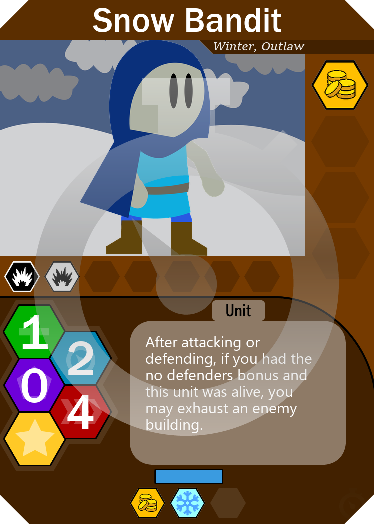 Snow Bandit
Winter, Outlaw
Unit
1
2
0
4
After attacking or
defending, if you had the
no defenders bonus and
this unit was alive, you
may exhaust an enemy
building.